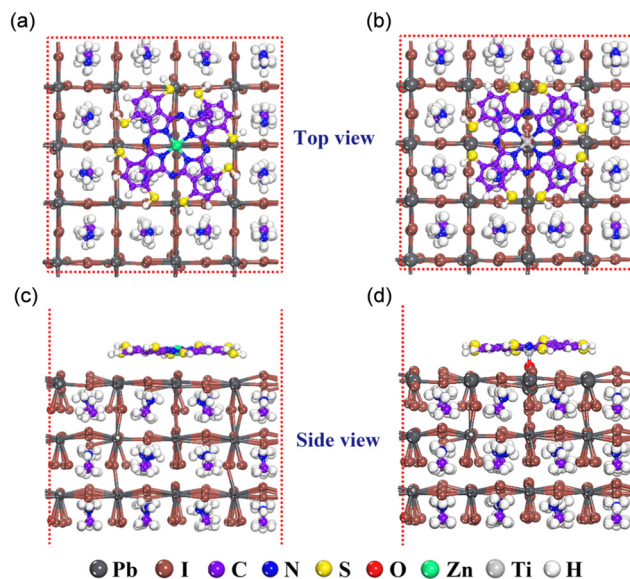 (a)
(b)
Top view
(c)
(d)
Side view
Pb I C N S O Zn Ti H